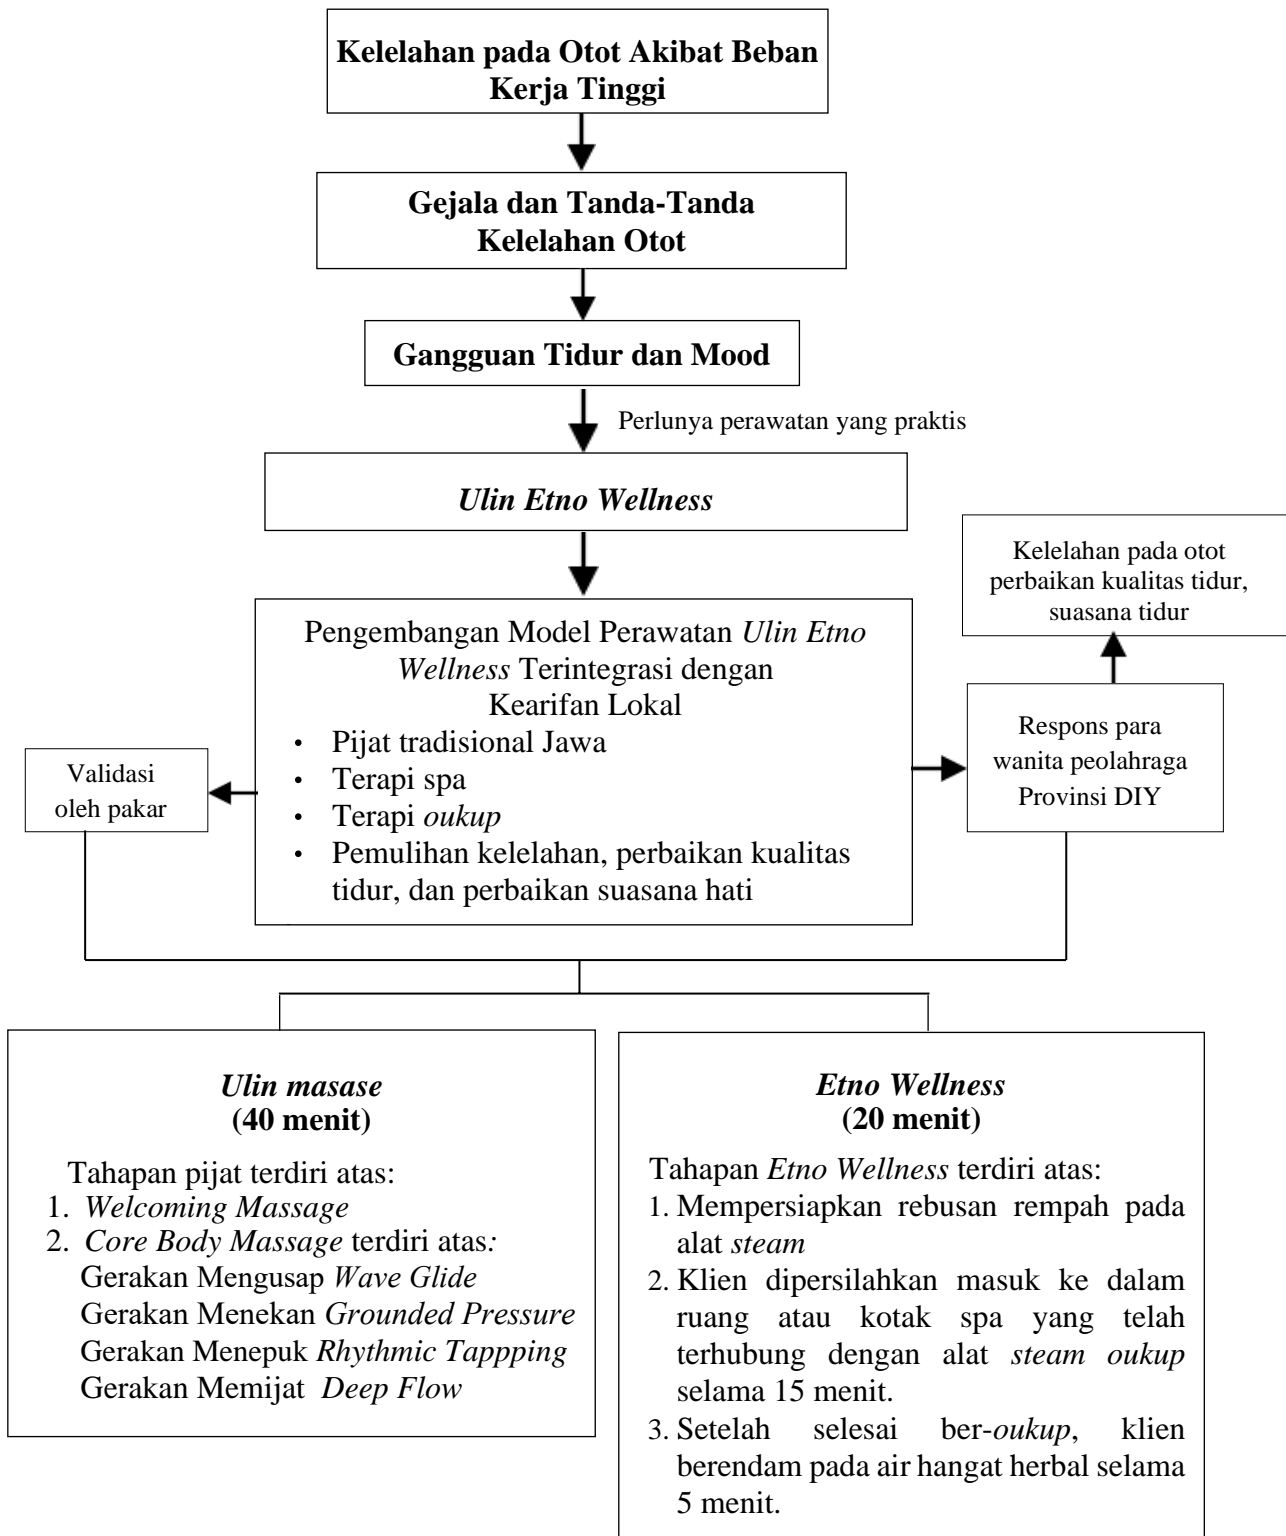 Kelelahan pada Otot Akibat Beban
Kerja Tinggi
Gejala dan Tanda-Tanda
Kelelahan Otot
Gangguan Tidur dan Mood
Perlunya perawatan yang praktis
Ulin Etno Wellness
Pengembangan Model Perawatan Ulin Etno
Wellness Terintegrasi dengan
Kearifan Lokal
• Pijat tradisional Jawa
• Terapi spa
• Terapi oukup
• Pemulihan kelelahan, perbaikan kualitas
tidur, dan perbaikan suasana hati
Validasi
oleh pakar
Respons para
wanita peolahraga
Provinsi DIY
Kelelahan pada otot
perbaikan kualitas tidur,
suasana tidur
Ulin masase
(40 menit)
Tahapan pijat terdiri atas:
1. Welcoming Massage
2. Core Body Massage terdiri atas:
Gerakan Mengusap Wave Glide
Gerakan Menekan Grounded Pressure
Gerakan Menepuk Rhythmic Tappping
Gerakan Memijat Deep Flow
Etno Wellness
(20 menit)
Tahapan Etno Wellness terdiri atas:
1. Mempersiapkan rebusan rempah pada
alat steam
2. Klien dipersilahkan masuk ke dalam
ruang atau kotak spa yang telah
terhubung dengan alat steam oukup
selama 15 menit.
3. Setelah selesai ber-oukup, klien
berendam pada air hangat herbal selama
5 menit.